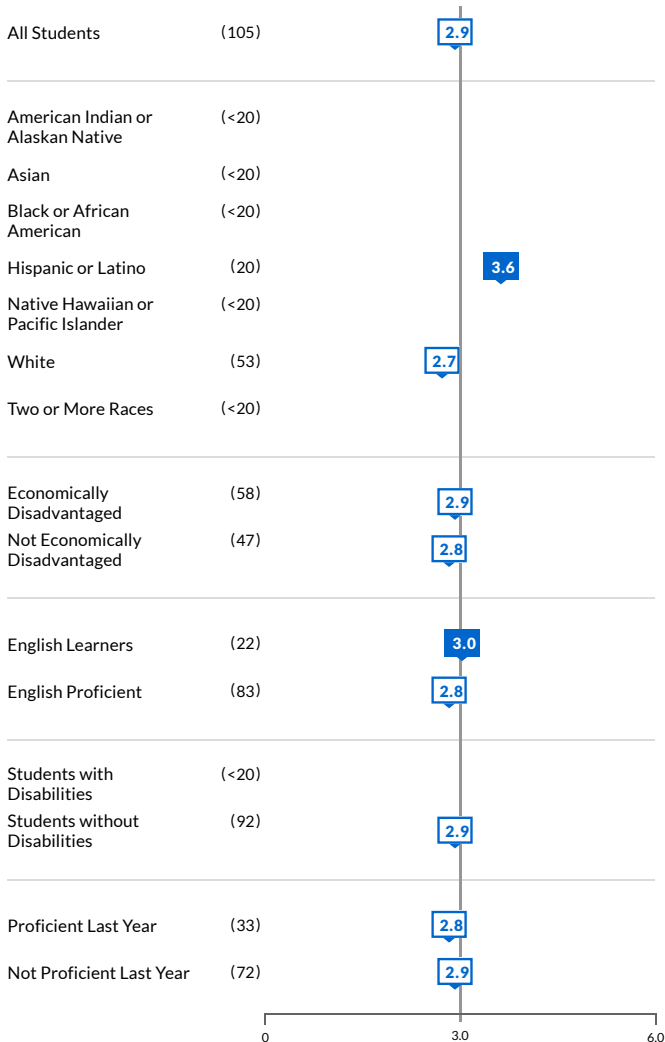 All Students (105) 2.9
American Indian or (<20)
Alaskan Native
Asian (<20)
Black or African (<20)
American
Hispanic or Latino (20) 3.6
Native Hawaiian or (<20)
Pacific Islander
White (53) 2.7
Two or More Races (<20)
Economically (58) 2.9
Disadvantaged
Not Economically (47) 2.8
Disadvantaged
English Learners (22) 3.0
English Proficient (83) 2.8
Students with (<20)
Disabilities
Students without (92) 2.9
Disabilities
Proficient Last Year (33) 2.8
Not Proficient Last Year (72) 2.9
0 3.0 6.0